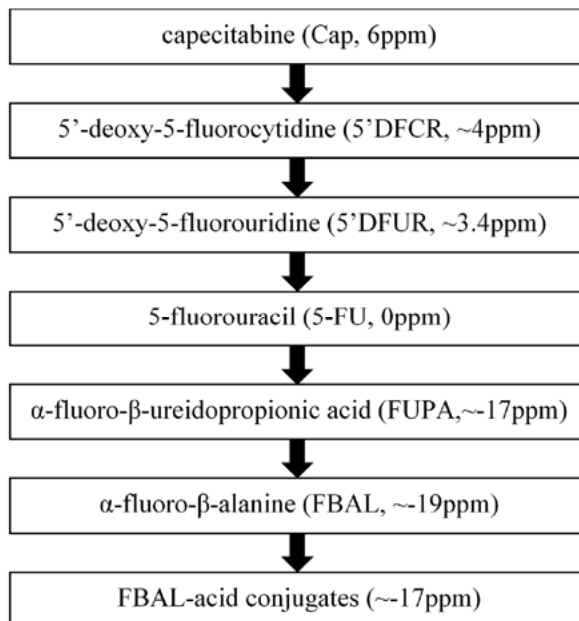 capecitabine (Cap, 6ppm)
5’-deoxy-5-fluorocytidine (5’DFCR, ~4ppm)
5’-deoxy-5-fluorouridine (5’DFUR, ~3.4ppm)
5-fluorouracil (5-FU, 0ppm)
α-fluoro-β-ureidopropionic acid (FUPA,~-17ppm)
α-fluoro-β-alanine (FBAL, ~-19ppm)
FBAL-acid conjugates (~-17ppm)